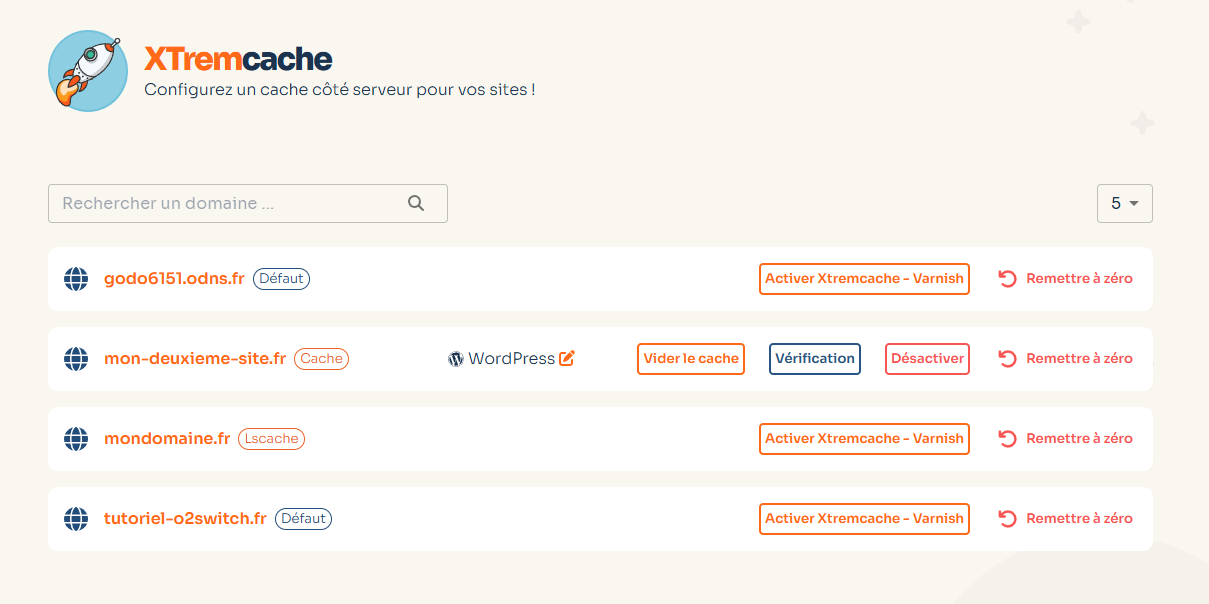 XTremcache
Configurez un cache côté serveur pour vos sites !
Rechercher un domaine ... 5
godo6151.odns.fr Défaut Activer Xtremcache - Varnish Remettre à zéro
mon-deuxieme-site.fr Cache WordPress Vider le cache Vérification Désactiver Remettre à zéro
mondomaine.fr Lscache Activer Xtremcache - Varnish Remettre à zéro
tutoriel-o2switch.fr Défaut Activer Xtremcache - Varnish Remettre à zéro